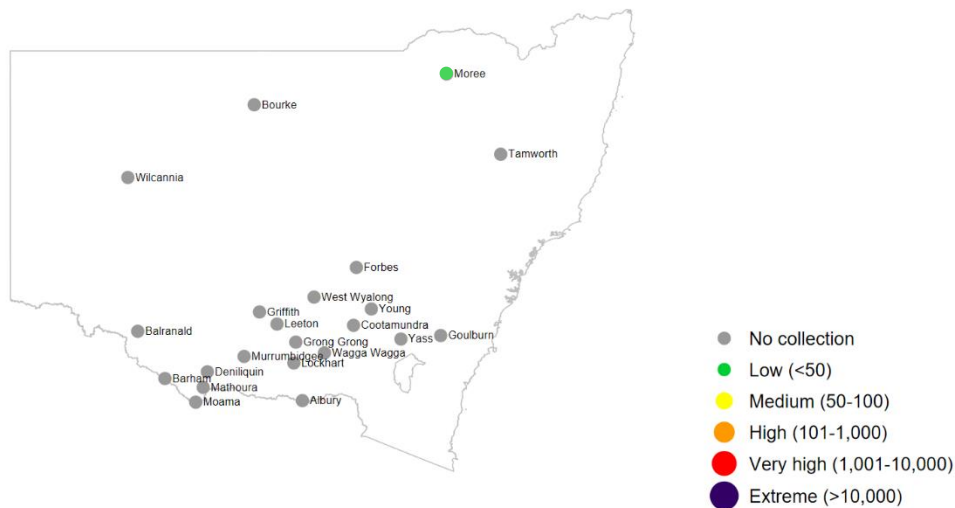 Moree
Bourke
Tamworth
Wilcannia
Forbes
West Wyalong
Young
Griffith
Leeton
Cootamundra
Balranald
Goulburn
Yass
Grong Grong
Wagga Wagga
Murrumbidgee
Lockhart
Deniliquin
Barham
Mathoura
Moama
Albury
No collection
Low (<50)
Medium (50-100)
High (101-1,000)
Very high (1,001-10,000)
Extreme (>10,000)